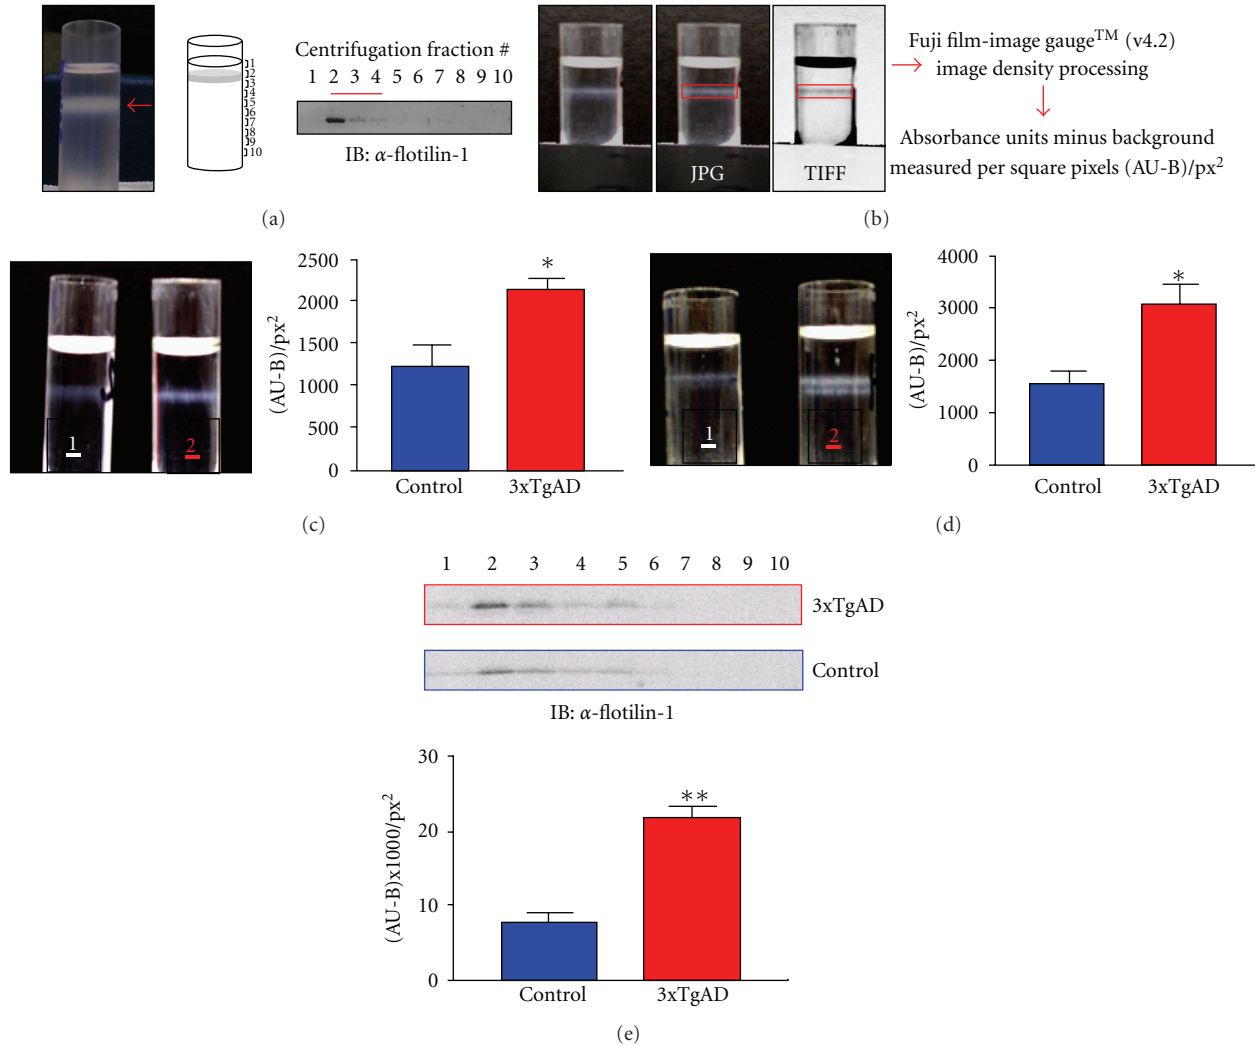 Centrifugation fraction #
1 2 3 4 5 6 7 8 9 10
1
2
3
4
5
6
7
8
9
10
IB: α-flotilin-1
(a)
JPG
TIFF
Fuji film-image gauge™ (v4.2)
image density processing
Absorbance units minus background
measured per square pixels (AU-B)/px²
(b)
1
2
(AU-B)/px²
2500
2000
1500
1000
500
0
*
Control
3xTgAD
(c)
1
2
(AU-B)/px²
4000
3000
2000
1000
0
*
Control
3xTgAD
(d)
1 2 3 4 5 6 7 8 9 10
3xTgAD
Control
IB: α-flotilin-1
(AU-B)x1000/px²
30
20
10
0
**
Control
3xTgAD
(e)